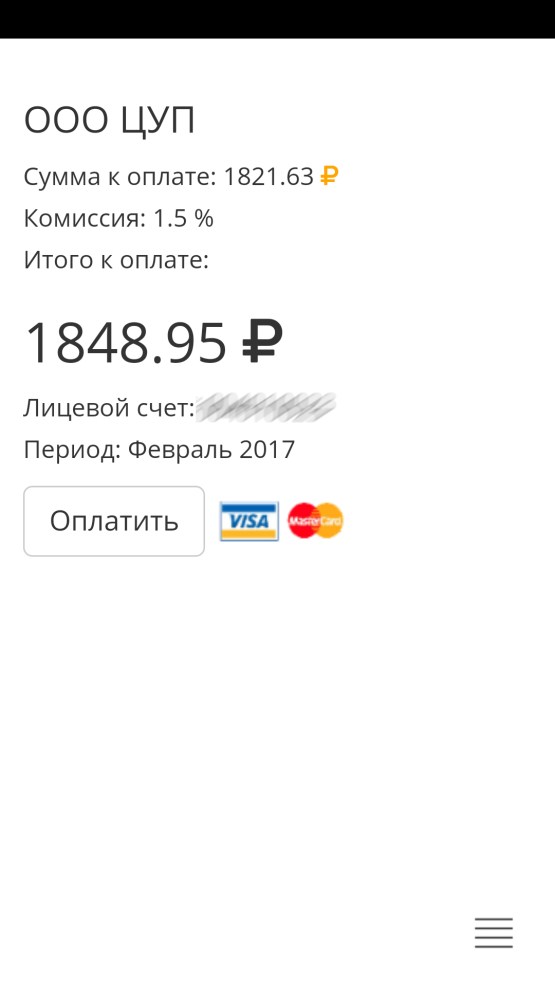 ООО ЦУП
Сумма к оплате: 1821.63 ₽
Комиссия: 1.5 %
Итого к оплате:
1848.95 ₽
Лицевой счет:
Период: Февраль 2017
Оплатить VISA MasterCard